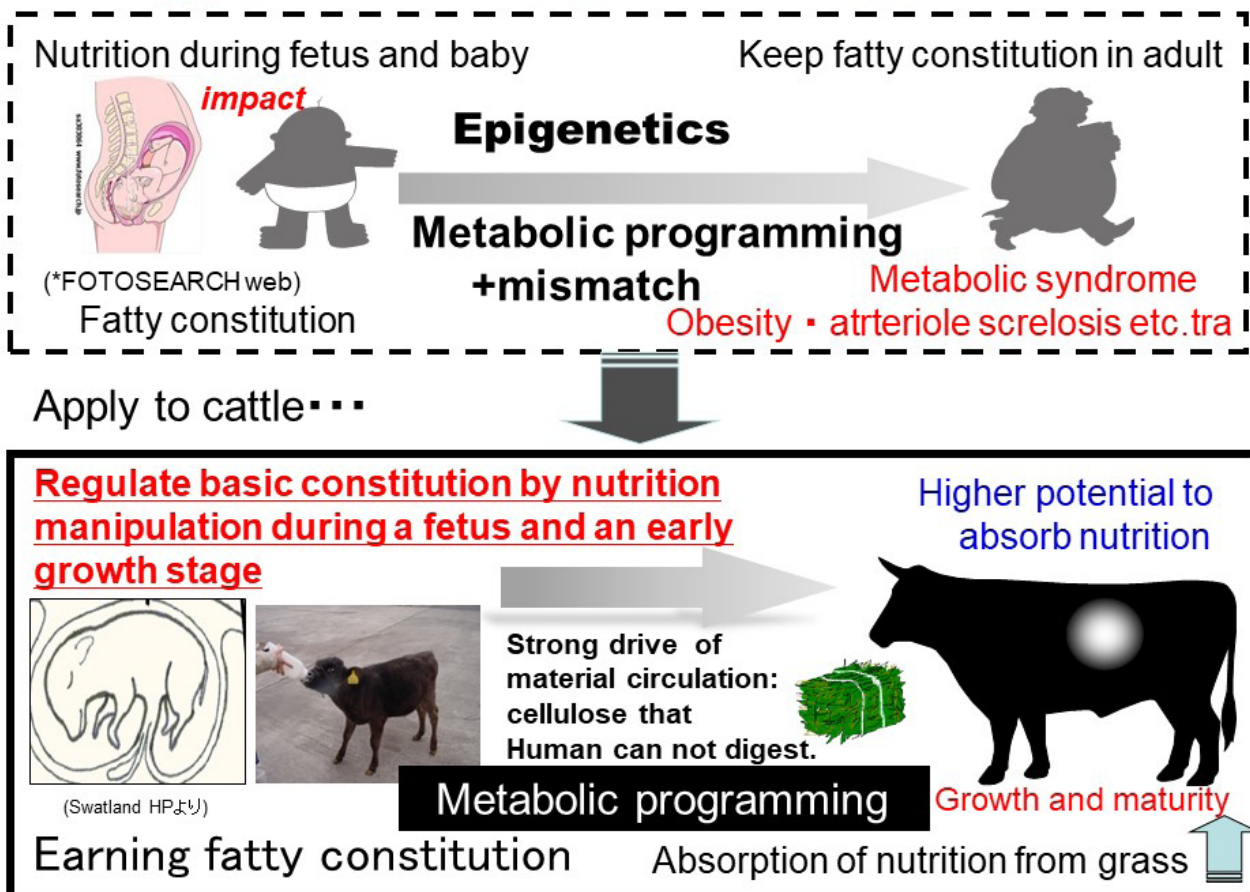 Nutrition during fetus and baby
impact
Keep fatty constitution in adult
Epigenetics
Metabolic programming
+mismatch
(*FOTOSEARCH web)
Fatty constitution
Metabolic syndrome
Obesity・atrteriole screlosis etc.tra
Apply to cattle・・・
Regulate basic constitution by nutrition
manipulation during a fetus and an early
growth stage
Higher potential to
absorb nutrition
Strong drive of
material circulation:
cellulose that
Human can not digest.
(Swatland HPより)
Metabolic programming
Growth and maturity
Earning fatty constitution
Absorption of nutrition from grass